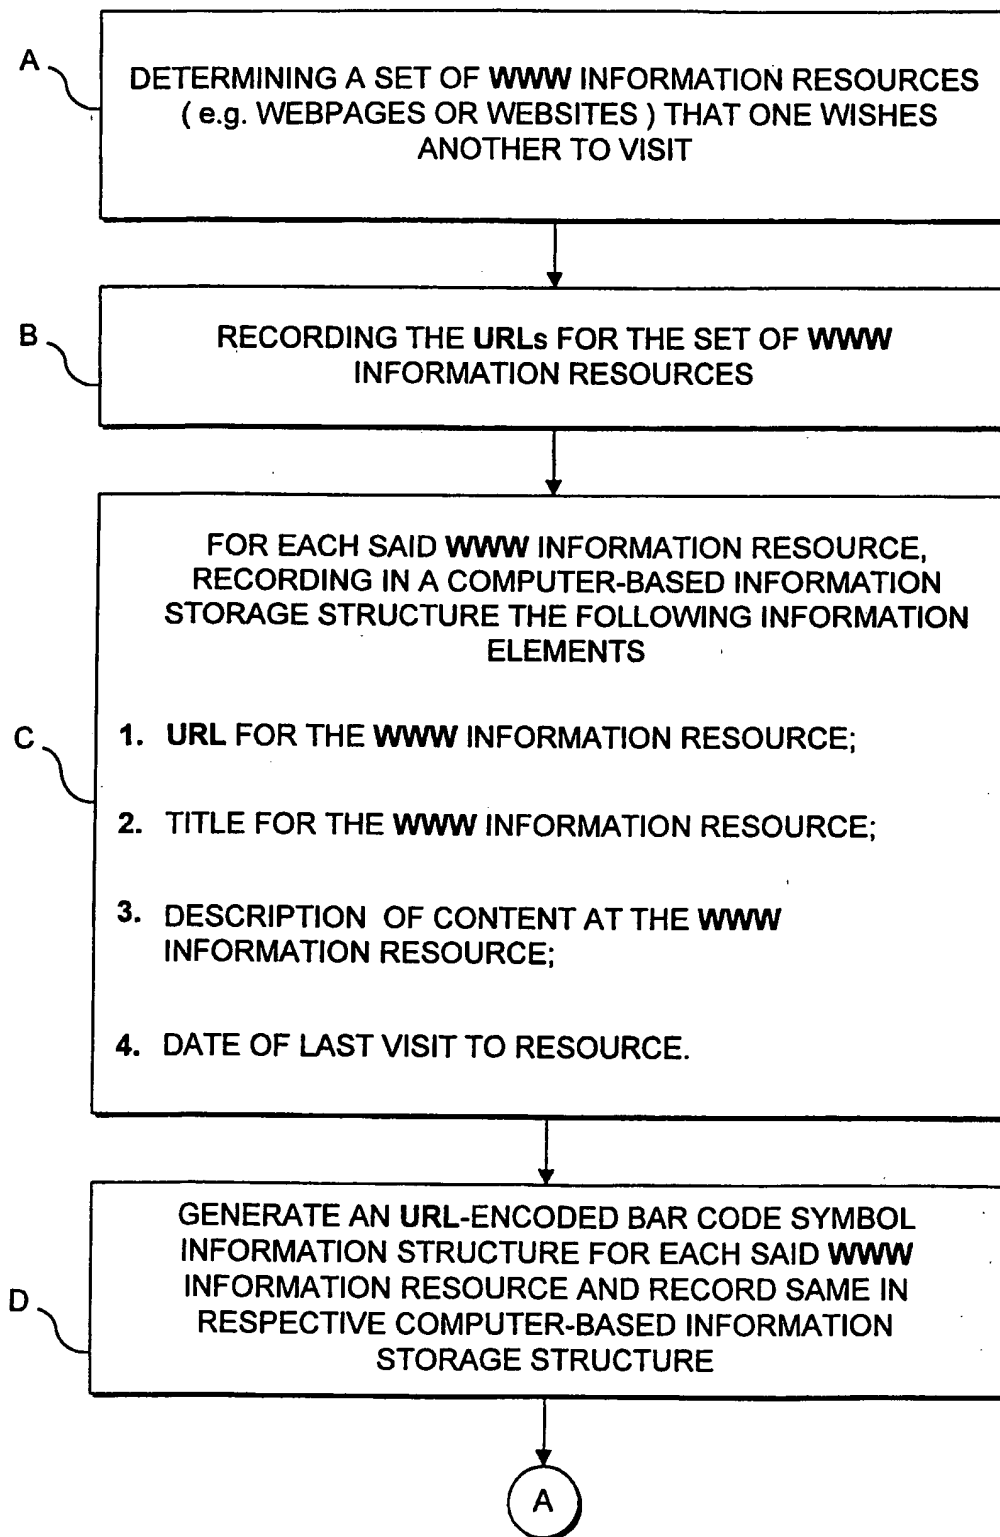 A
DETERMINING A SET OF WWW INFORMATION RESOURCES
( e.g. WEBPAGES OR WEBSITES ) THAT ONE WISHES
ANOTHER TO VISIT
B
RECORDING THE URLs FOR THE SET OF WWW
INFORMATION RESOURCES
FOR EACH SAID WWW INFORMATION RESOURCE,
RECORDING IN A COMPUTER-BASED INFORMATION
STORAGE STRUCTURE THE FOLLOWING INFORMATION
ELEMENTS
C
1. URL FOR THE WWW INFORMATION RESOURCE;
2. TITLE FOR THE WWW INFORMATION RESOURCE;
3. DESCRIPTION OF CONTENT AT THE WWW
INFORMATION RESOURCE;
4. DATE OF LAST VISIT TO RESOURCE.
D
GENERATE AN URL-ENCODED BAR CODE SYMBOL
INFORMATION STRUCTURE FOR EACH SAID WWW
INFORMATION RESOURCE AND RECORD SAME IN
RESPECTIVE COMPUTER-BASED INFORMATION
STORAGE STRUCTURE
A